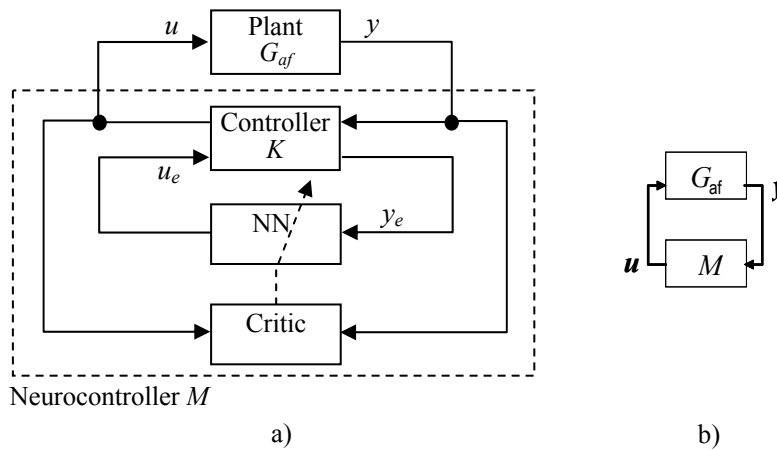 u
Plant
G_af
y
Controller
K
u_e
NN
y_e
Critic
Neurocontroller M
a)
G_af
y
u
M
b)